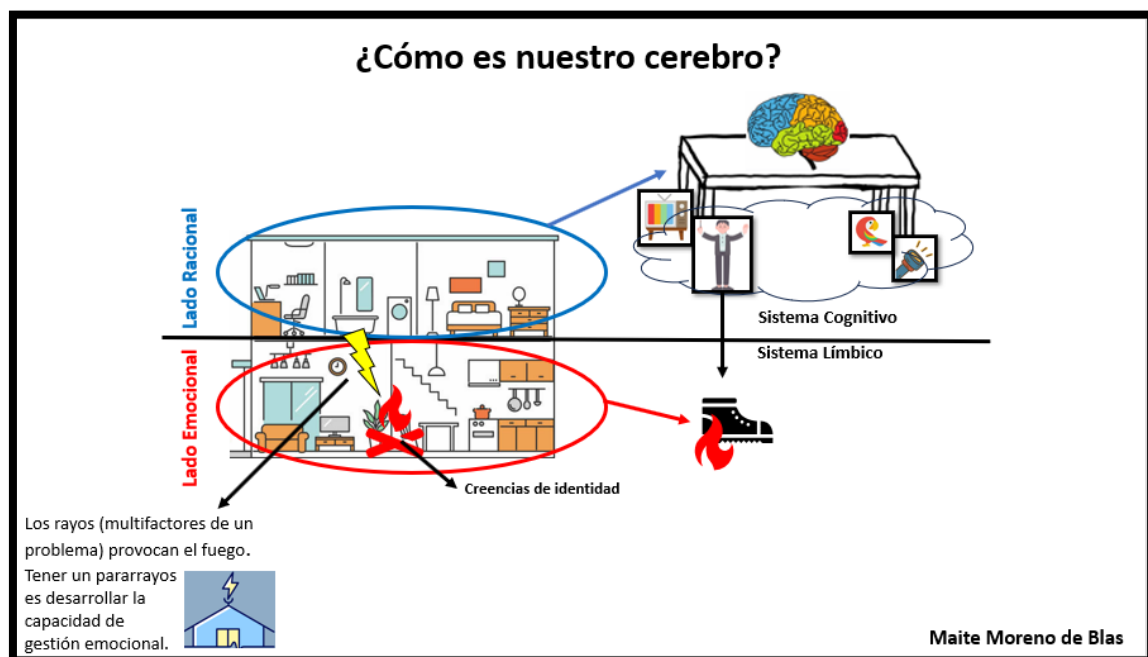 ¿Cómo es nuestro cerebro?
Lado Racional
Sistema Cognitivo
Sistema Límbico
Lado Emocional
Creencias de identidad
Los rayos (multifactores de un
problema) provocan el fuego.
Tener un pararrayos
es desarrollar la
capacidad de
gestión emocional.
Maite Moreno de Blas